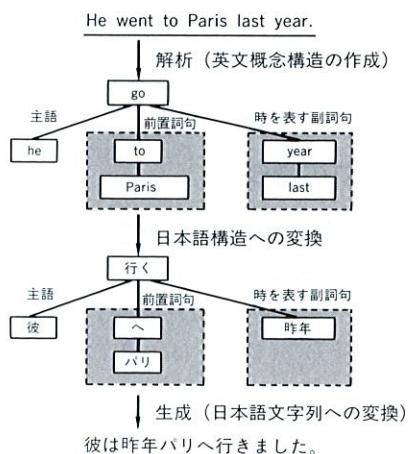 He went to Paris last year.
解析（英文概念構造の作成）
go
主語
前置詞句
時を表す副詞句
he
to
year
Paris
last
日本語構造への変換
行く
主語
前置詞句
時を表す副詞句
彼
へ
昨年
パリ
生成（日本語文字列への変換）
彼は昨年パリへ行きました。